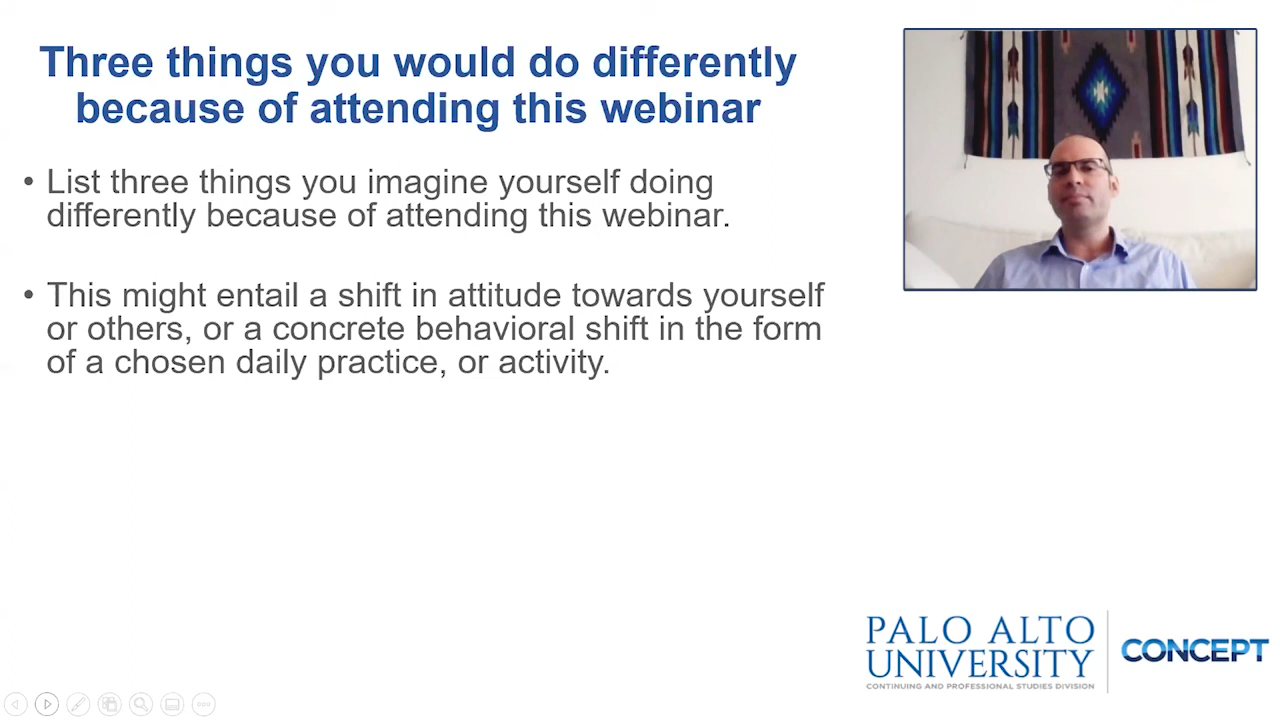 Three things you would do differently
because of attending this webinar
• List three things you imagine yourself doing
differently because of attending this webinar.
• This might entail a shift in attitude towards yourself
or others, or a concrete behavioral shift in the form
of a chosen daily practice, or activity.
PALO ALTO
UNIVERSITY
CONTINUING AND PROFESSIONAL STUDIES DIVISION
CONCEPT